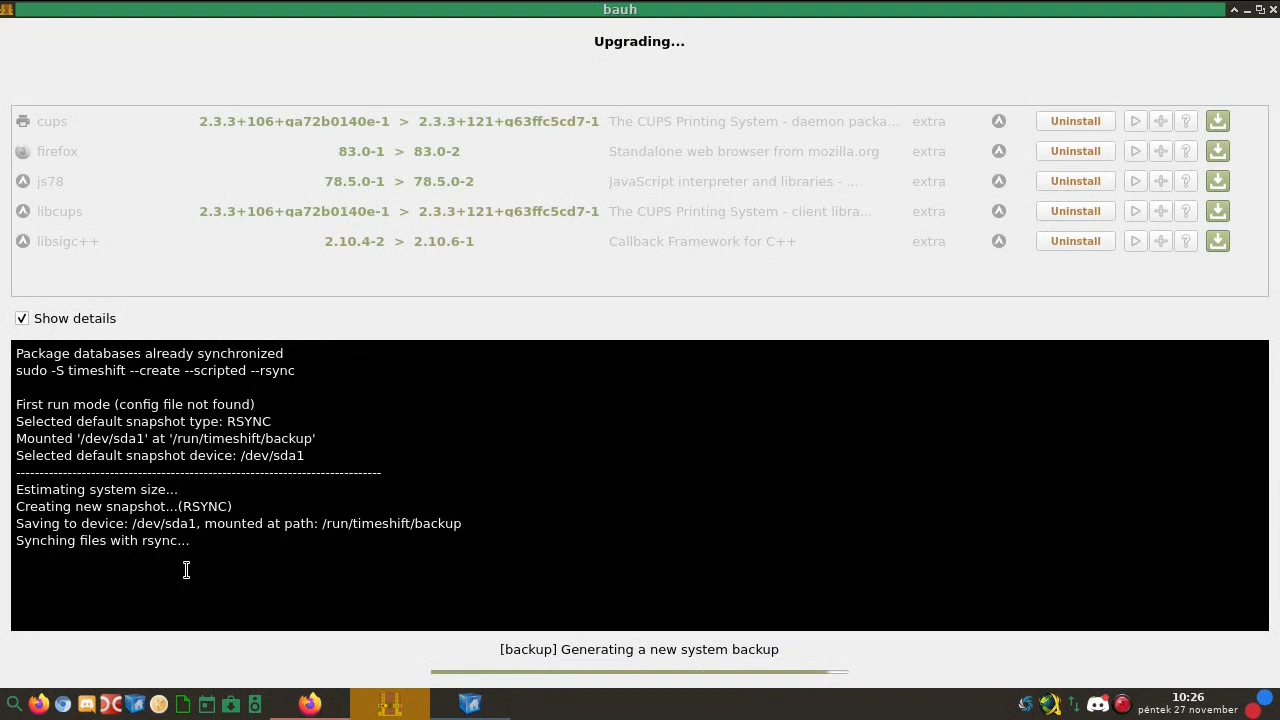 bauh
Upgrading...
cups 2.3.3+106+ga72b0140e-1 > 2.3.3+121+g63ffc5cd7-1 The CUPS Printing System - daemon packa... extra Uninstall
firefox 83.0-1 > 83.0-2 Standalone web browser from mozilla.org extra Uninstall
js78 78.5.0-1 > 78.5.0-2 JavaScript interpreter and libraries - ... extra Uninstall
libcups 2.3.3+106+ga72b0140e-1 > 2.3.3+121+g63ffc5cd7-1 The CUPS Printing System - client libra... extra Uninstall
libsigc++ 2.10.4-2 > 2.10.6-1 Callback Framework for C++ extra Uninstall
Show details
Package databases already synchronized
sudo -S timeshift --create --scripted --rsync
First run mode (config file not found)
Selected default snapshot type: RSYNC
Mounted '/dev/sda1' at '/run/timeshift/backup'
Selected default snapshot device: /dev/sda1
------------------------------------------------------------------------------
Estimating system size...
Creating new snapshot...(RSYNC)
Saving to device: /dev/sda1, mounted at path: /run/timeshift/backup
Synching files with rsync...
[backup] Generating a new system backup
10:26
péntek 27 november